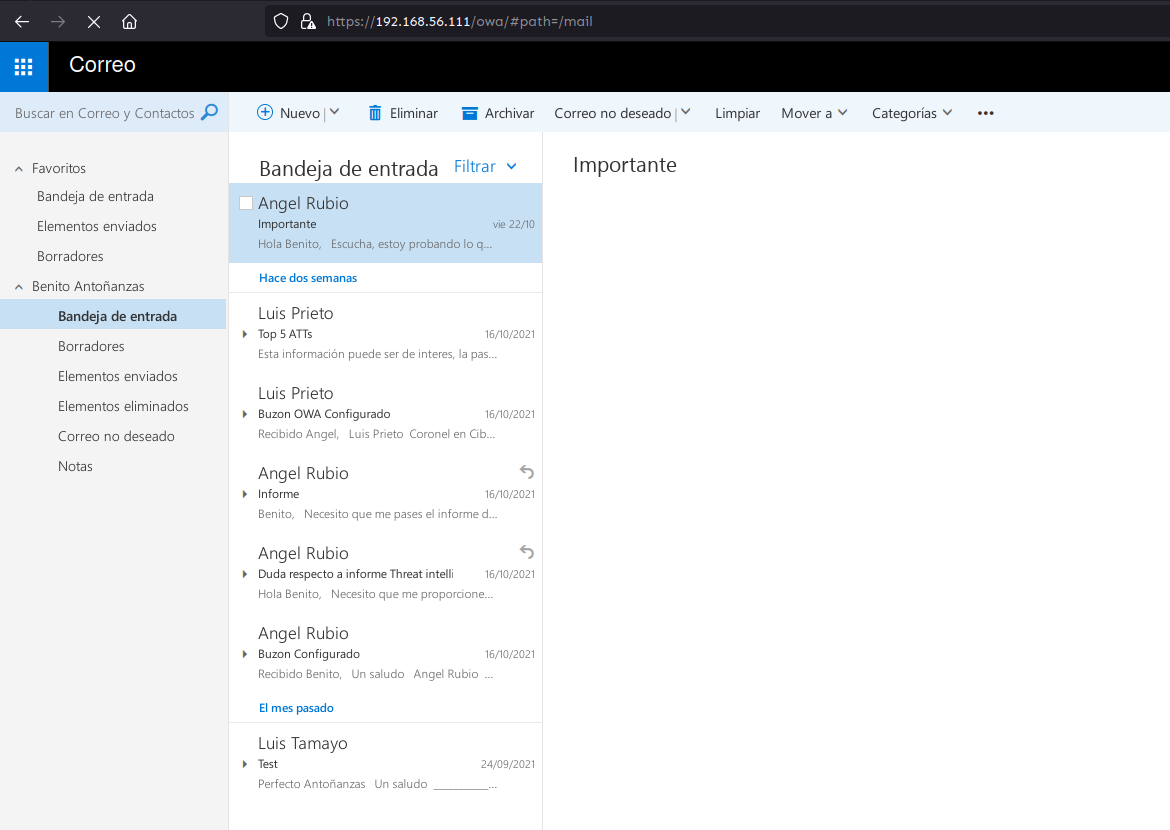 https://192.168.56.111/owa/#path=/mail
Correo
Buscar en Correo y Contactos
Nuevo | Eliminar Archivar Correo no deseado | Limpiar Mover a Categorías •••
Favoritos
Bandeja de entrada
Elementos enviados
Borradores
Benito Antoñanzas
Bandeja de entrada
Borradores
Elementos enviados
Elementos eliminados
Correo no deseado
Notas
Bandeja de entrada Filtrar
Angel Rubio
Importante vie 22/10
Hola Benito, Escucha, estoy probando lo q...
Hace dos semanas
Luis Prieto
Top 5 ATTs 16/10/2021
Esta información puede ser de interes, la pas...
Luis Prieto
Buzon OWA Configurado 16/10/2021
Recibido Angel, Luis Prieto Coronel en Cib...
Angel Rubio
Informe 16/10/2021
Benito, Necesito que me pases el informe d...
Angel Rubio
Duda respecto a informe Threat intelli 16/10/2021
Hola Benito, Necesito que me proporcione...
Angel Rubio
Buzon Configurado 16/10/2021
Recibido Benito, Un saludo Angel Rubio ...
El mes pasado
Luis Tamayo
Test 24/09/2021
Perfecto Antoñanzas Un saludo __________...
Importante